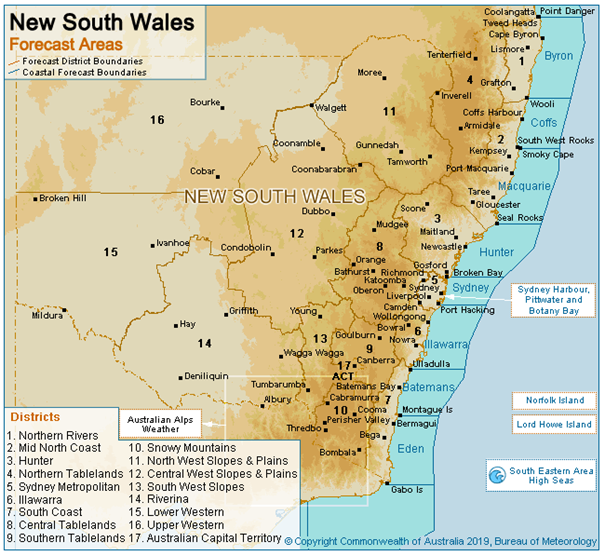 New South Wales
Forecast Areas
Forecast District Boundaries
Coastal Forecast Boundaries
Coolangatta
Point Danger
Tweed Heads
Cape Byron
Lismore
1
Byron
Tenterfield
Moree
4
Grafton
16
Bourke
Walgett
11
Inverell
Wooli
Coffs Harbour
Coffs
Armidale
2
Coonamble
Gunnedah
South West Rocks
Kempsey
Smoky Cape
Cobar
Coonabarabran
Tamworth
Port Macquarie
Macquarie
Broken Hill
NEW SOUTH WALES
Taree
Gloucester
Scone
Dubbo
3
Seal Rocks
Mudgee
Maitland
12
Ivanhoe
Condobolin
8
Newcastle
15
Parkes
Hunter
Orange
Gosford
Bathurst
Richmond
Broken Bay
Katoomba
5
Oberon
Sydney
Sydney
Liverpool
Sydney Harbour,
Pittwater and
Botany Bay
Mildura
Griffith
Young
Camden
Port Hacking
Wollongong
Hay
Bowral
6
14
13
Goulburn
Nowra
Illawarra
9
Wagga Wagga
17
Canberra
Ulladulla
Deniliquin
ACT
Tumbarumba
Batemans Bay
Batemans
Cabramurra
7
Norfolk Island
Albury
10
Cooma
Montague Is
Australian Alps
Weather
Perisher Valley
Bermagui
Lord Howe Island
Thredbo
Bega
Bombala
Eden
South Eastern Area
High Seas
Gabo Is
Districts
1. Northern Rivers
2. Mid North Coast
3. Hunter
4. Northern Tablelands
5. Sydney Metropolitan
6. Illawarra
7. South Coast
8. Central Tablelands
9. Southern Tablelands
10. Snowy Mountains
11. North West Slopes & Plains
12. Central West Slopes & Plains
13. South West Slopes
14. Riverina
15. Lower Western
16. Upper Western
17. Australian Capital Territory
© Copyright Commonwealth of Australia 2019, Bureau of Meteorology